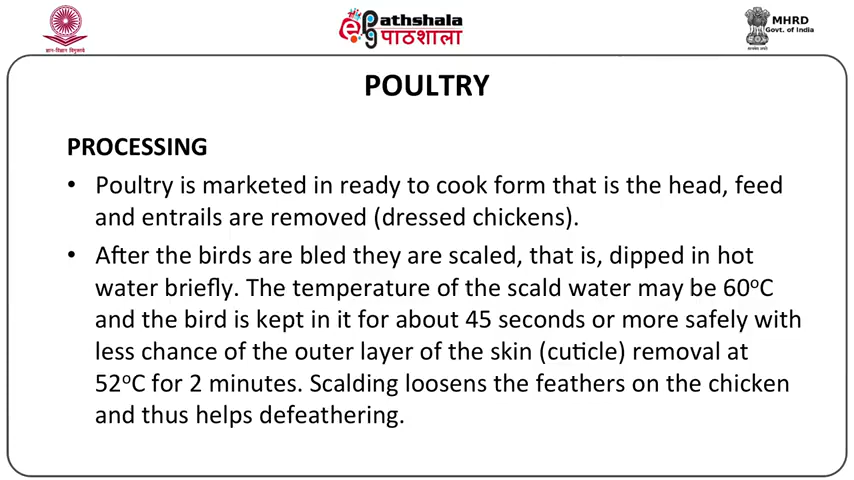 ज्ञान-विज्ञान विमुक्तये
ePathshala
पाठशाला
MHRD
Govt. of India
POULTRY
PROCESSING
• Poultry is marketed in ready to cook form that is the head, feed
and entrails are removed (dressed chickens).
• After the birds are bled they are scaled, that is, dipped in hot
water briefly. The temperature of the scald water may be 60°C
and the bird is kept in it for about 45 seconds or more safely with
less chance of the outer layer of the skin (cuticle) removal at
52°C for 2 minutes. Scalding loosens the feathers on the chicken
and thus helps defeathering.